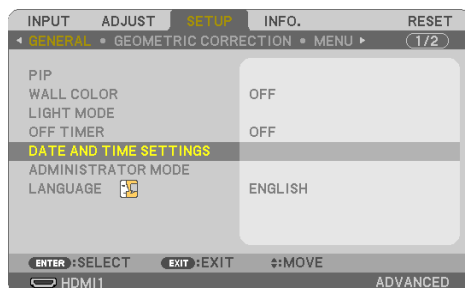 INPUT ADJUST SETUP INFO. RESET
GENERAL • GEOMETRIC CORRECTION • MENU 1/2
PIP
WALL COLOR OFF
LIGHT MODE
OFF TIMER OFF
DATE AND TIME SETTINGS
ADMINISTRATOR MODE
LANGUAGE ENGLISH
ENTER :SELECT EXIT :EXIT :MOVE
HDMI1 ADVANCED